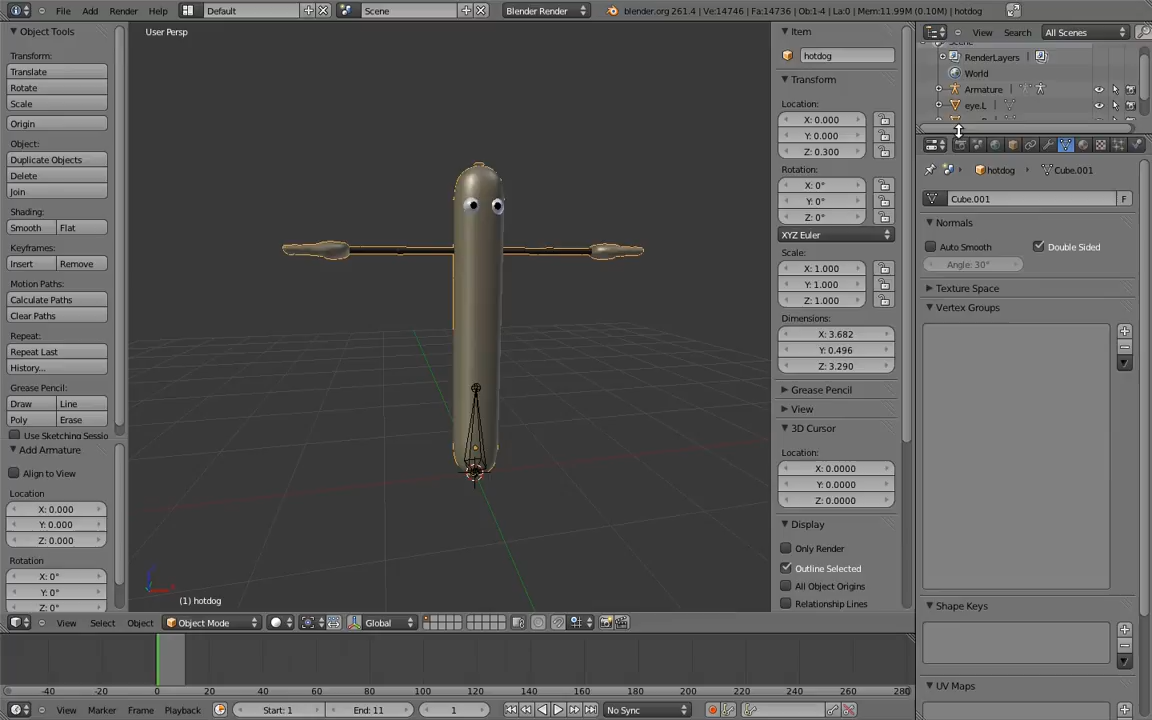 File Add Render Help Default Scene Blender Render blender.org 261.4 | Ve:14746 | Fa:14736 | Ob:1-4 | La:0 | Mem:11.99M (0.10M) | hotdog
Object Tools
Transform:
Translate
Rotate
Scale
Origin
Object:
Duplicate Objects
Delete
Join
Shading:
Smooth Flat
Keyframes:
Insert Remove
Motion Paths:
Calculate Paths
Clear Paths
Repeat:
Repeat Last
History...
Grease Pencil:
Draw Line
Poly Erase
Use Sketching Sessio
Add Armature
Align to View
Location
X: 0.000
Y: 0.000
Z: 0.000
Rotation
X: 0°
Y: 0°
Z: 0°
User Persp
(1) hotdog
View Select Object Object Mode Global
Item
hotdog
Transform
Location:
X: 0.000
Y: 0.000
Z: 0.300
Rotation:
X: 0°
Y: 0°
Z: 0°
XYZ Euler
Scale:
X: 1.000
Y: 1.000
Z: 1.000
Dimensions:
X: 3.682
Y: 0.496
Z: 3.290
Grease Pencil
View
3D Cursor
Location:
X: 0.0000
Y: 0.0000
Z: 0.0000
Display
Only Render
Outline Selected
All Object Origins
Relationship Lines
View Search All Scenes
RenderLayers
World
Armature
eye.L
hotdog Cube.001
Cube.001 F
Normals
Auto Smooth Double Sided
Angle: 30°
Texture Space
Vertex Groups
Shape Keys
UV Maps
-40 -20 0 20 40 60 80 100 120 140 160 180 200 220 240 260 280
View Marker Frame Playback Start: 1 End: 11 1 No Sync